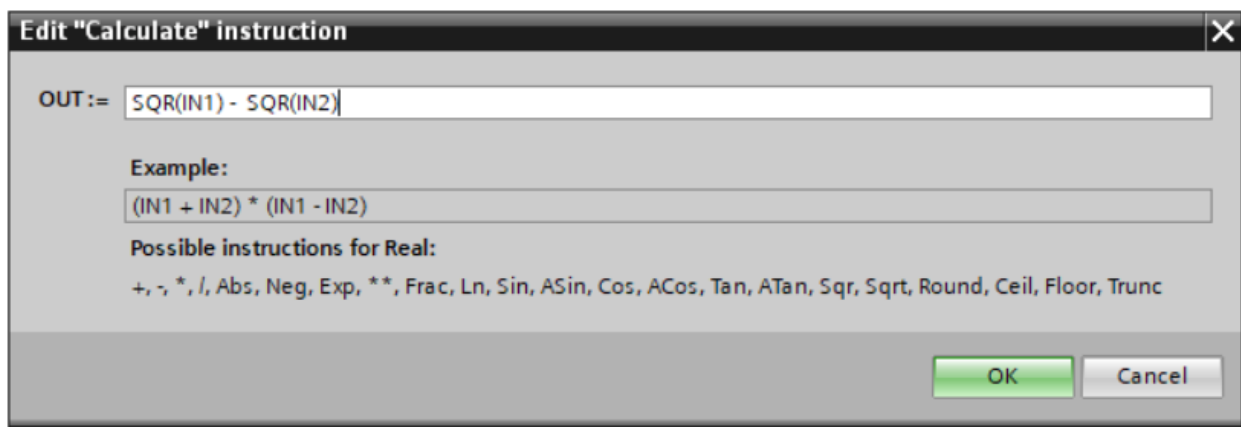 Edit "Calculate" instruction
OUT := SQR(IN1) - SQR(IN2)
Example:
(IN1 + IN2) * (IN1 - IN2)
Possible instructions for Real:
+, -, *, /, Abs, Neg, Exp, **, Frac, Ln, Sin, ASin, Cos, ACos, Tan, ATan, Sqr, Sqrt, Round, Ceil, Floor, Trunc
OK Cancel